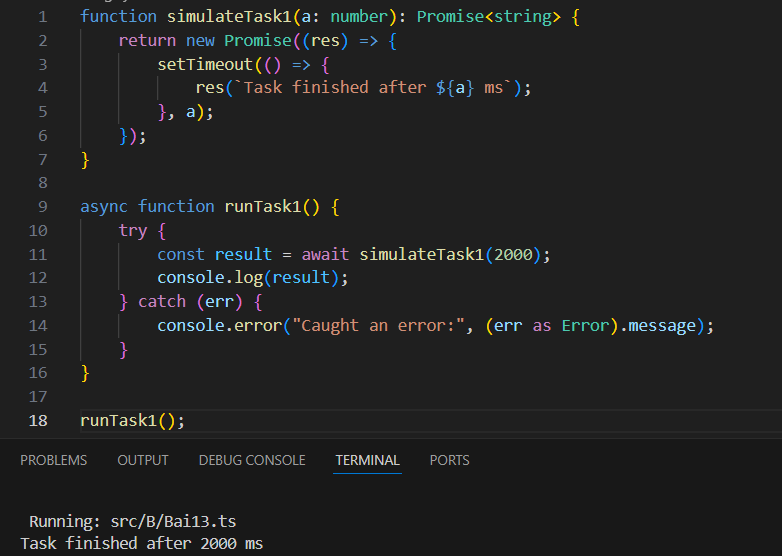 1 function simulateTask1(a: number): Promise<string> {
2     return new Promise((res) => {
3         setTimeout(() => {
4             res(`Task finished after ${a} ms`);
5         }, a);
6     });
7 }
8
9 async function runTask1() {
10     try {
11         const result = await simulateTask1(2000);
12         console.log(result);
13     } catch (err) {
14         console.error("Caught an error:", (err as Error).message);
15     }
16 }
17
18 runTask1();
PROBLEMS OUTPUT DEBUG CONSOLE TERMINAL PORTS
Running: src/B/Bai13.ts
Task finished after 2000 ms